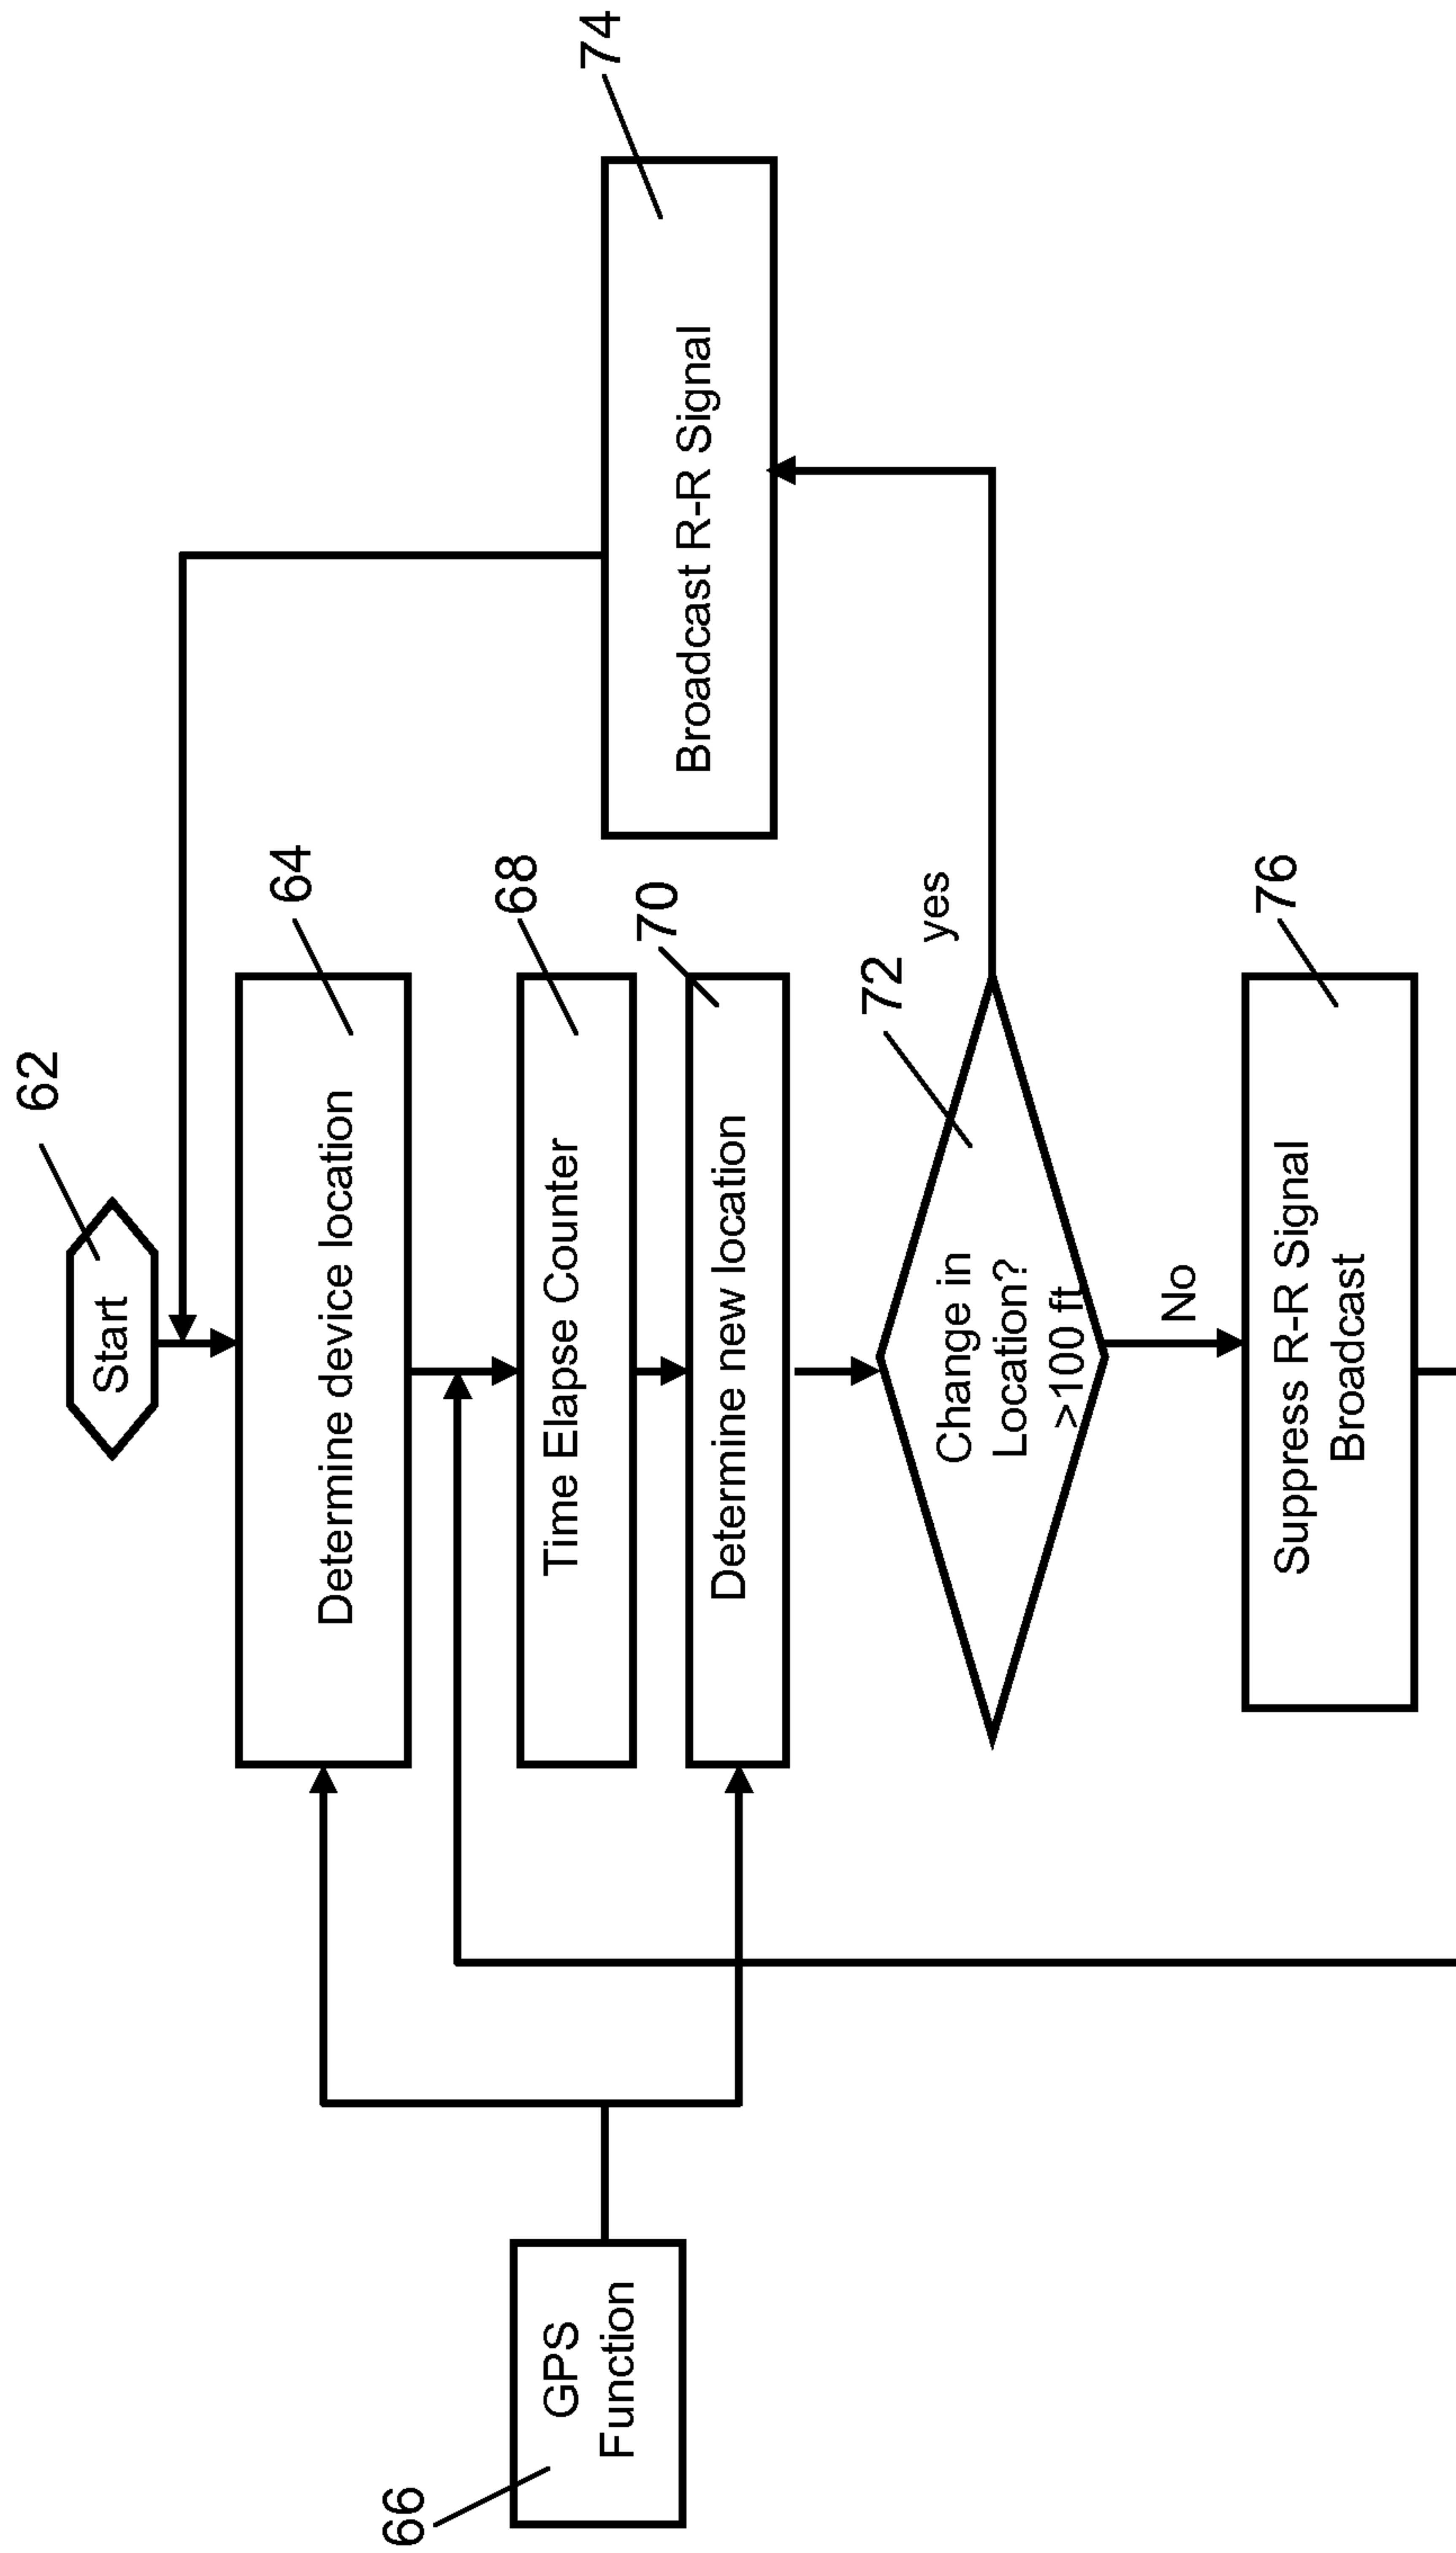 62
Start
64
Determine device location
66
GPS
Function
68
Time Elapse Counter
70
Determine new location
72
Change in
Location?
>100 ft
yes
74
Broadcast R-R Signal
No
76
Suppress R-R Signal
Broadcast